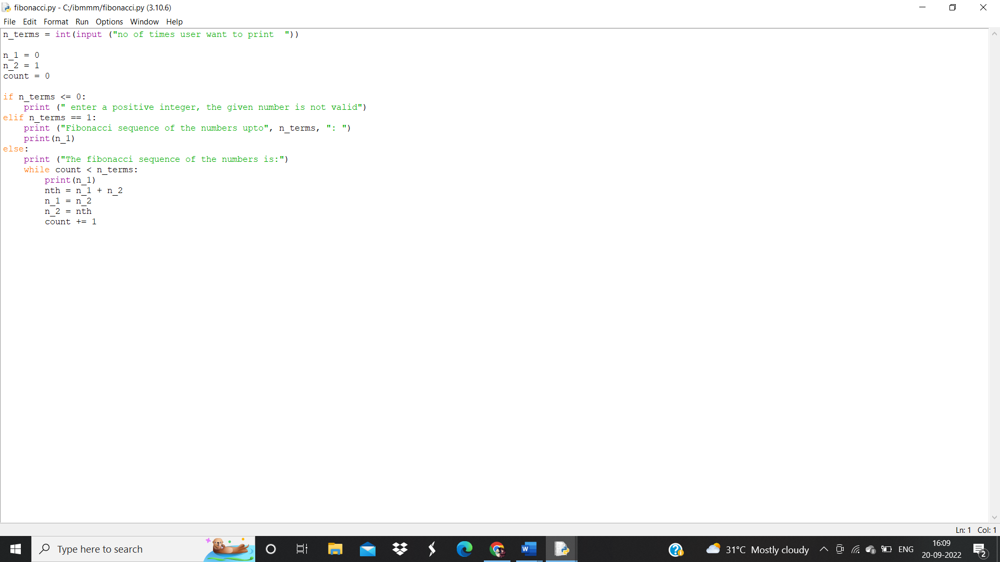 fibonacci.py - C:/ibmmm/fibonacci.py (3.10.6)
File Edit Format Run Options Window Help
n_terms = int(input ("no of times user want to print  "))
n_1 = 0
n_2 = 1
count = 0
if n_terms <= 0:
    print (" enter a positive integer, the given number is not valid")
elif n_terms == 1:
    print ("Fibonacci sequence of the numbers upto", n_terms, ": ")
    print(n_1)
else:
    print ("The fibonacci sequence of the numbers is:")
    while count < n_terms:
        print(n_1)
        nth = n_1 + n_2
        n_1 = n_2
        n_2 = nth
        count += 1
Ln: 1 Col: 1
Type here to search
W
31°C Mostly cloudy
ENG
16:09
20-09-2022
2